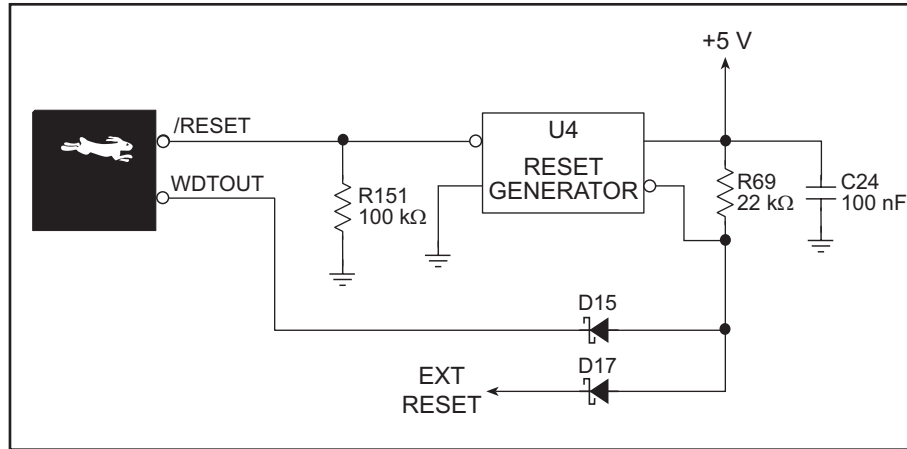 +5 V
/RESET
U4
RESET
GENERATOR
WDTOUT
R151
100 kΩ
R69
22 kΩ
C24
100 nF
D15
D17
EXT
RESET